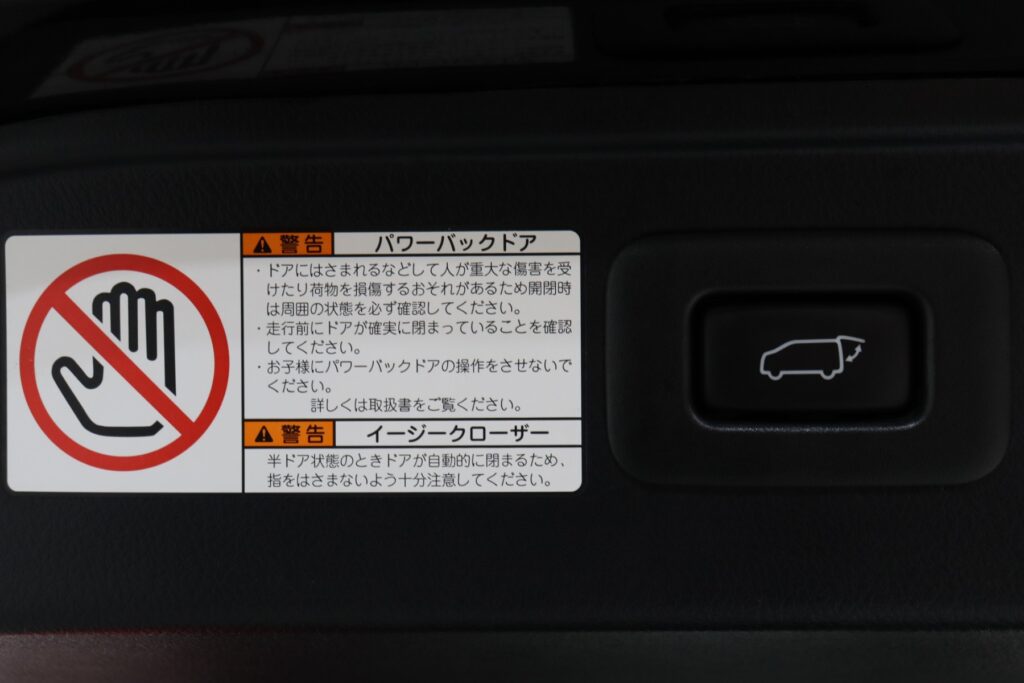 警告 パワーバックドア
・ドアにはさまれるなどして人が重大な傷害を受
けたり荷物を損傷するおそれがあるため開閉時
は周囲の状態を必ず確認してください。
・走行前にドアが確実に閉まっていることを確認
してください。
・お子様にパワーバックドアの操作をさせないで
ください。
詳しくは取扱書をご覧ください。
警告 イージークローザー
半ドア状態のときドアが自動的に閉まるため、
指をはさまないよう十分注意してください。